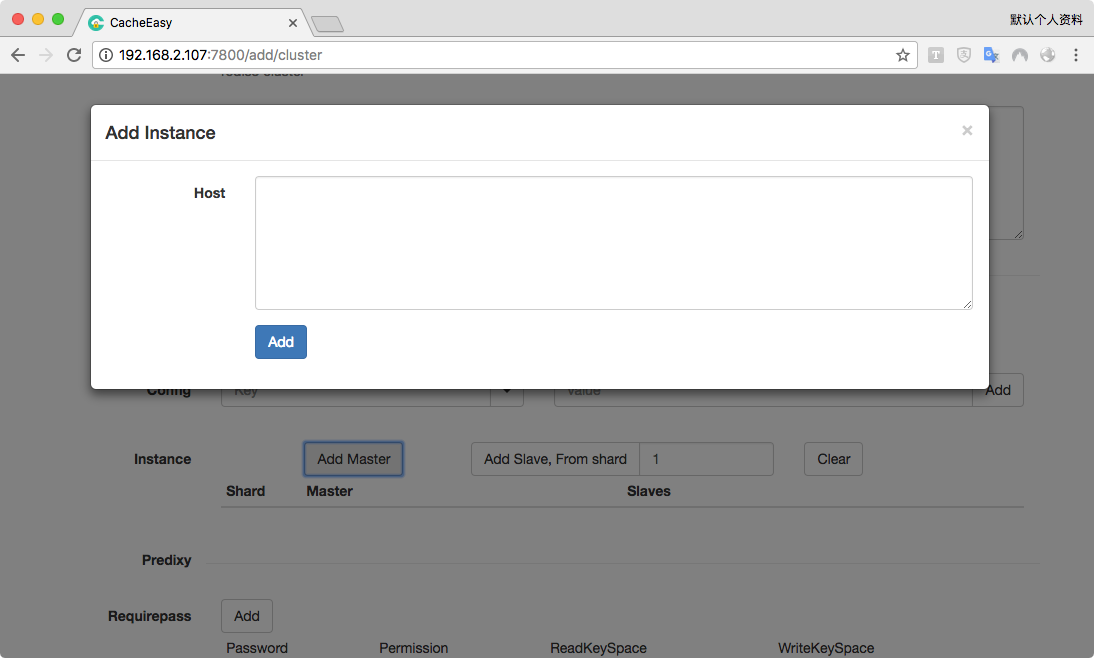 CacheEasy
默认个人资料
192.168.2.107:7800/add/cluster
Add Instance ×
Host
Add
Config Key Value Add
Instance Add Master Add Slave, From shard 1 Clear
Shard Master Slaves
Predixy
Requirepass Add
Password Permission ReadKeySpace WriteKeySpace